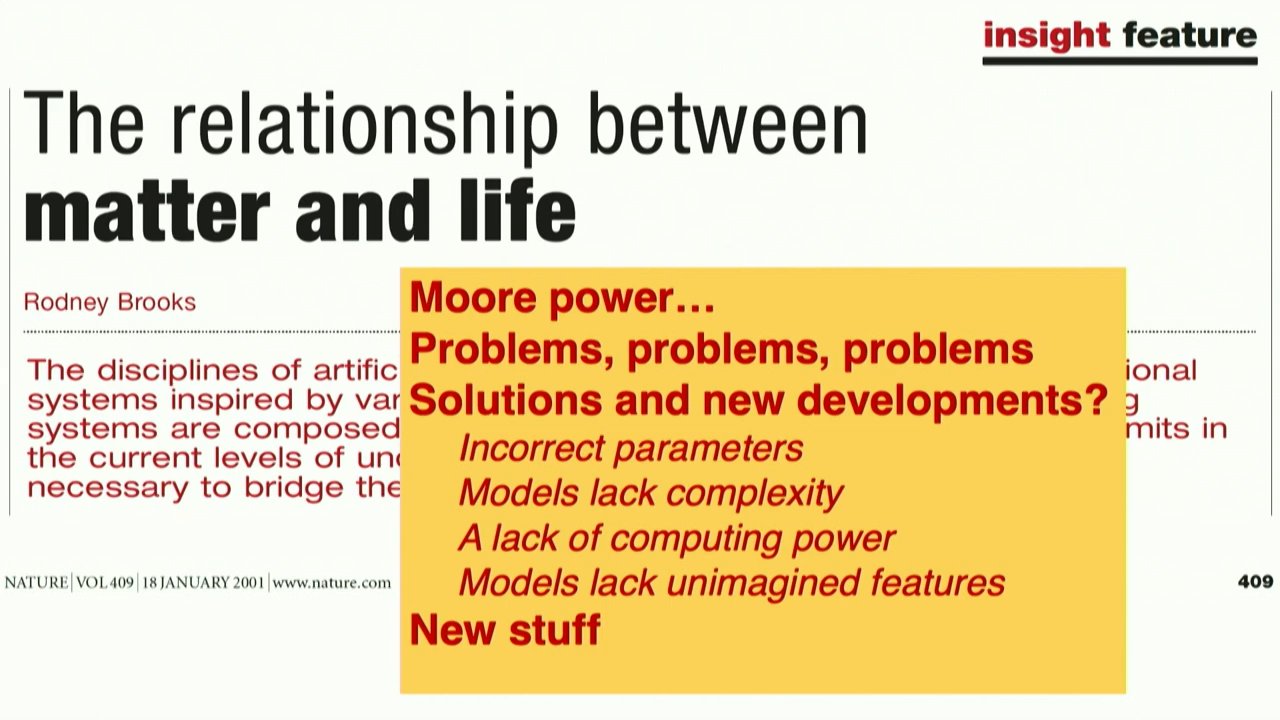 insight feature
The relationship between
matter and life
Rodney Brooks
Moore power...
Problems, problems, problems
The disciplines of artific ional
systems inspired by var
Solutions and new developments?
systems are composed mits in
the current levels of
necessary to bridge the
Incorrect parameters
Models lack complexity
A lack of computing power
Models lack unimagined features
New stuff
NATURE|VOL 409|18 JANUARY 2001|www.nature.com
409